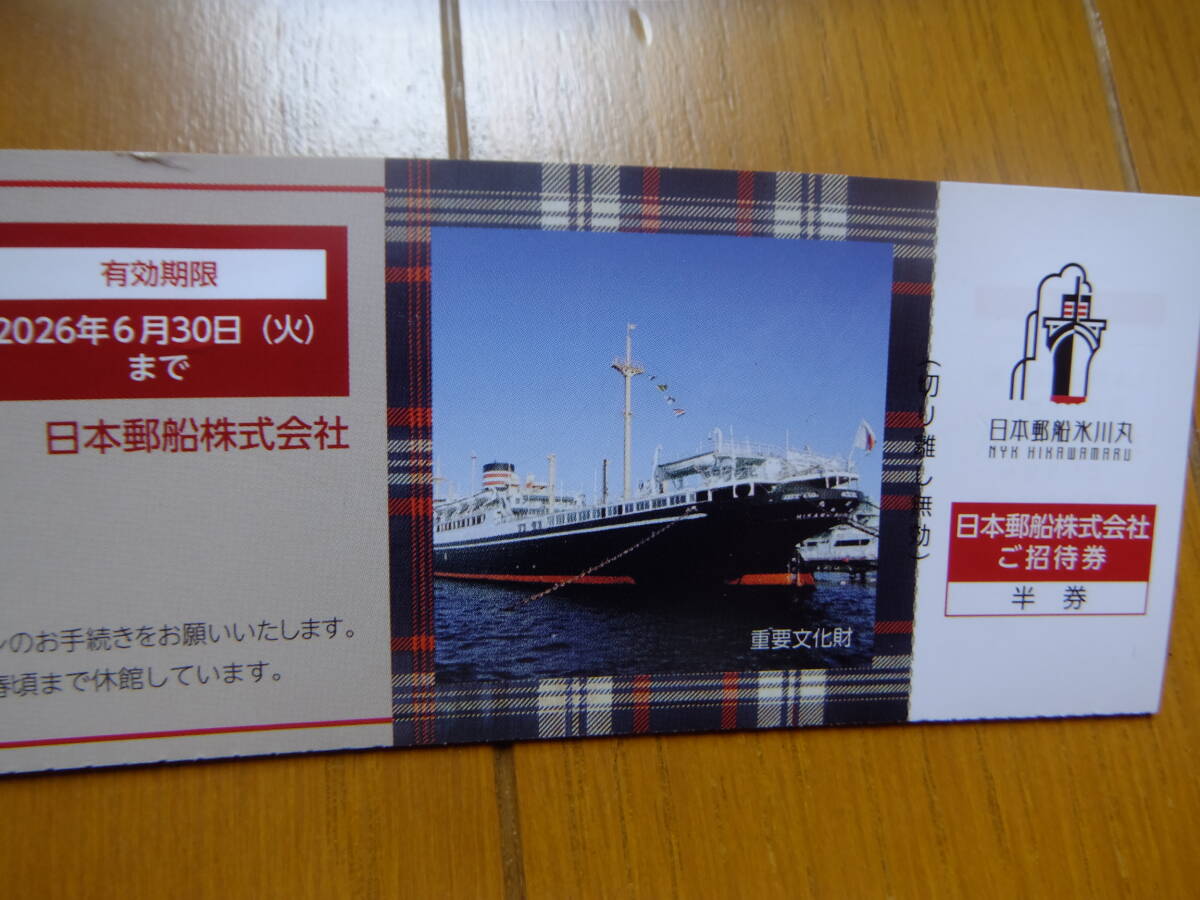 有効期限
2026年6月30日（火）
まで
日本郵船株式会社
のお手続きをお願いいたします。
春頃まで休館しています。
重要文化財
（切り離し無効）
日本郵船氷川丸
NYK HIKAWAMARU
日本郵船株式会社
ご招待券
半 券